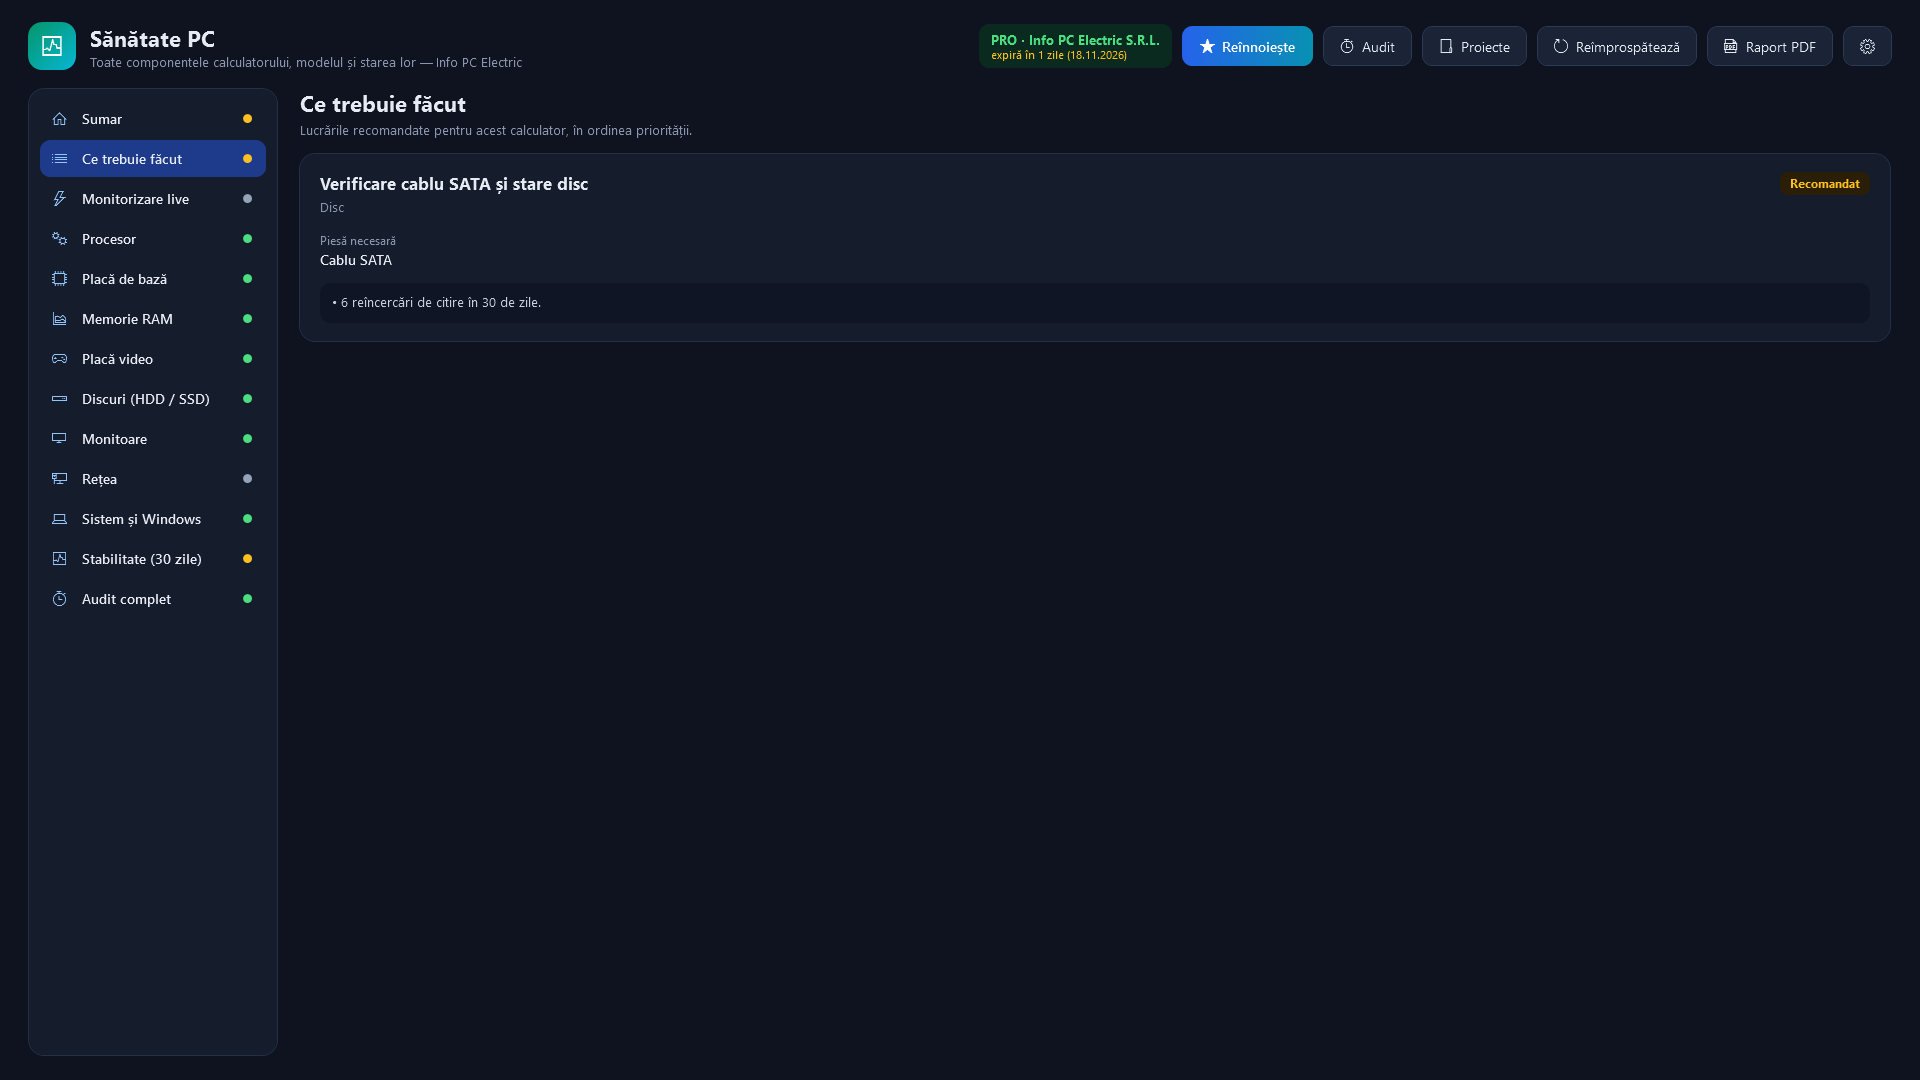 Sănătate PC
Toate componentele calculatorului, modelul și starea lor — Info PC Electric
PRO · Info PC Electric S.R.L.
expiră în 1 zile (18.11.2026)
Reînnoiește
Audit
Proiecte
Reîmprospătează
Raport PDF
Sumar
Ce trebuie făcut
Monitorizare live
Procesor
Placă de bază
Memorie RAM
Placă video
Discuri (HDD / SSD)
Monitoare
Rețea
Sistem și Windows
Stabilitate (30 zile)
Audit complet
Ce trebuie făcut
Lucrările recomandate pentru acest calculator, în ordinea priorității.
Verificare cablu SATA și stare disc
Recomandat
Disc
Piesă necesară
Cablu SATA
• 6 reîncercări de citire în 30 de zile.